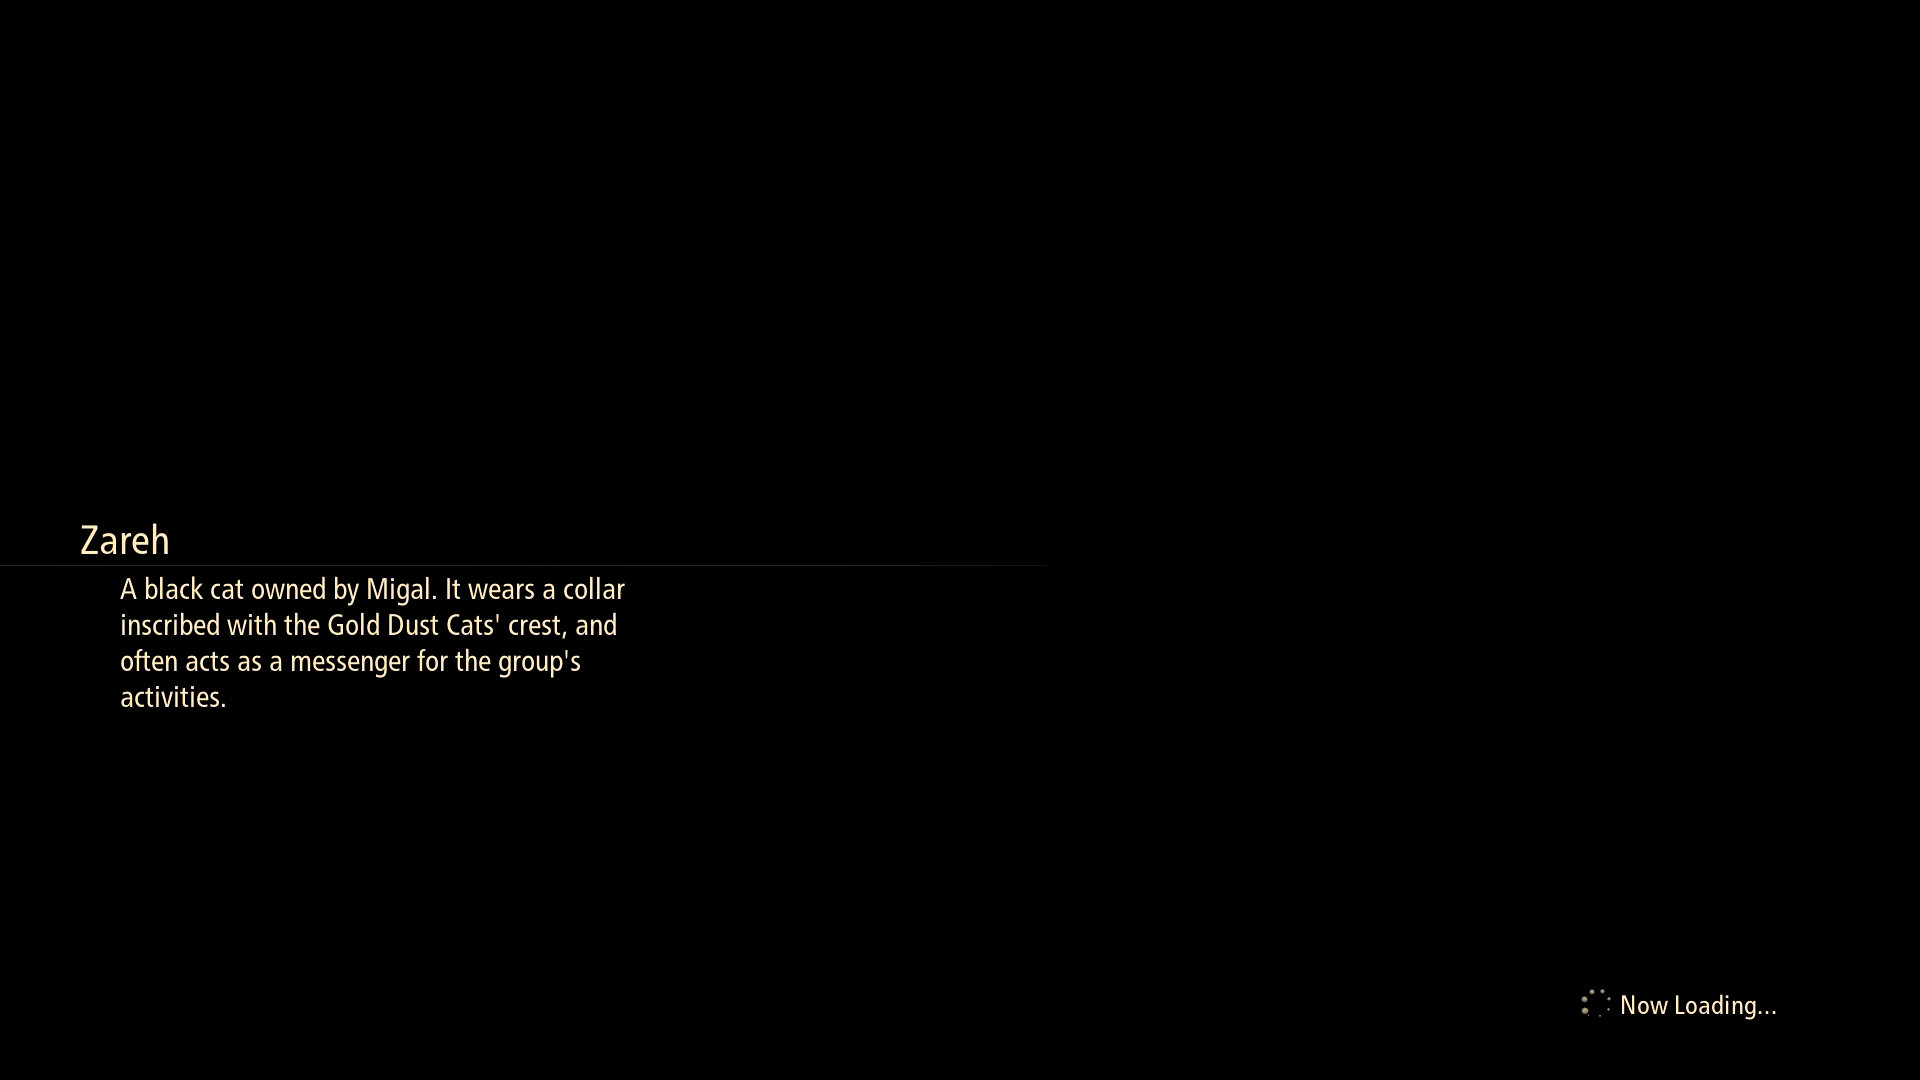 Zareh
A black cat owned by Migal. It wears a collar
inscribed with the Gold Dust Cats' crest, and
often acts as a messenger for the group's
activities.
Now Loading...